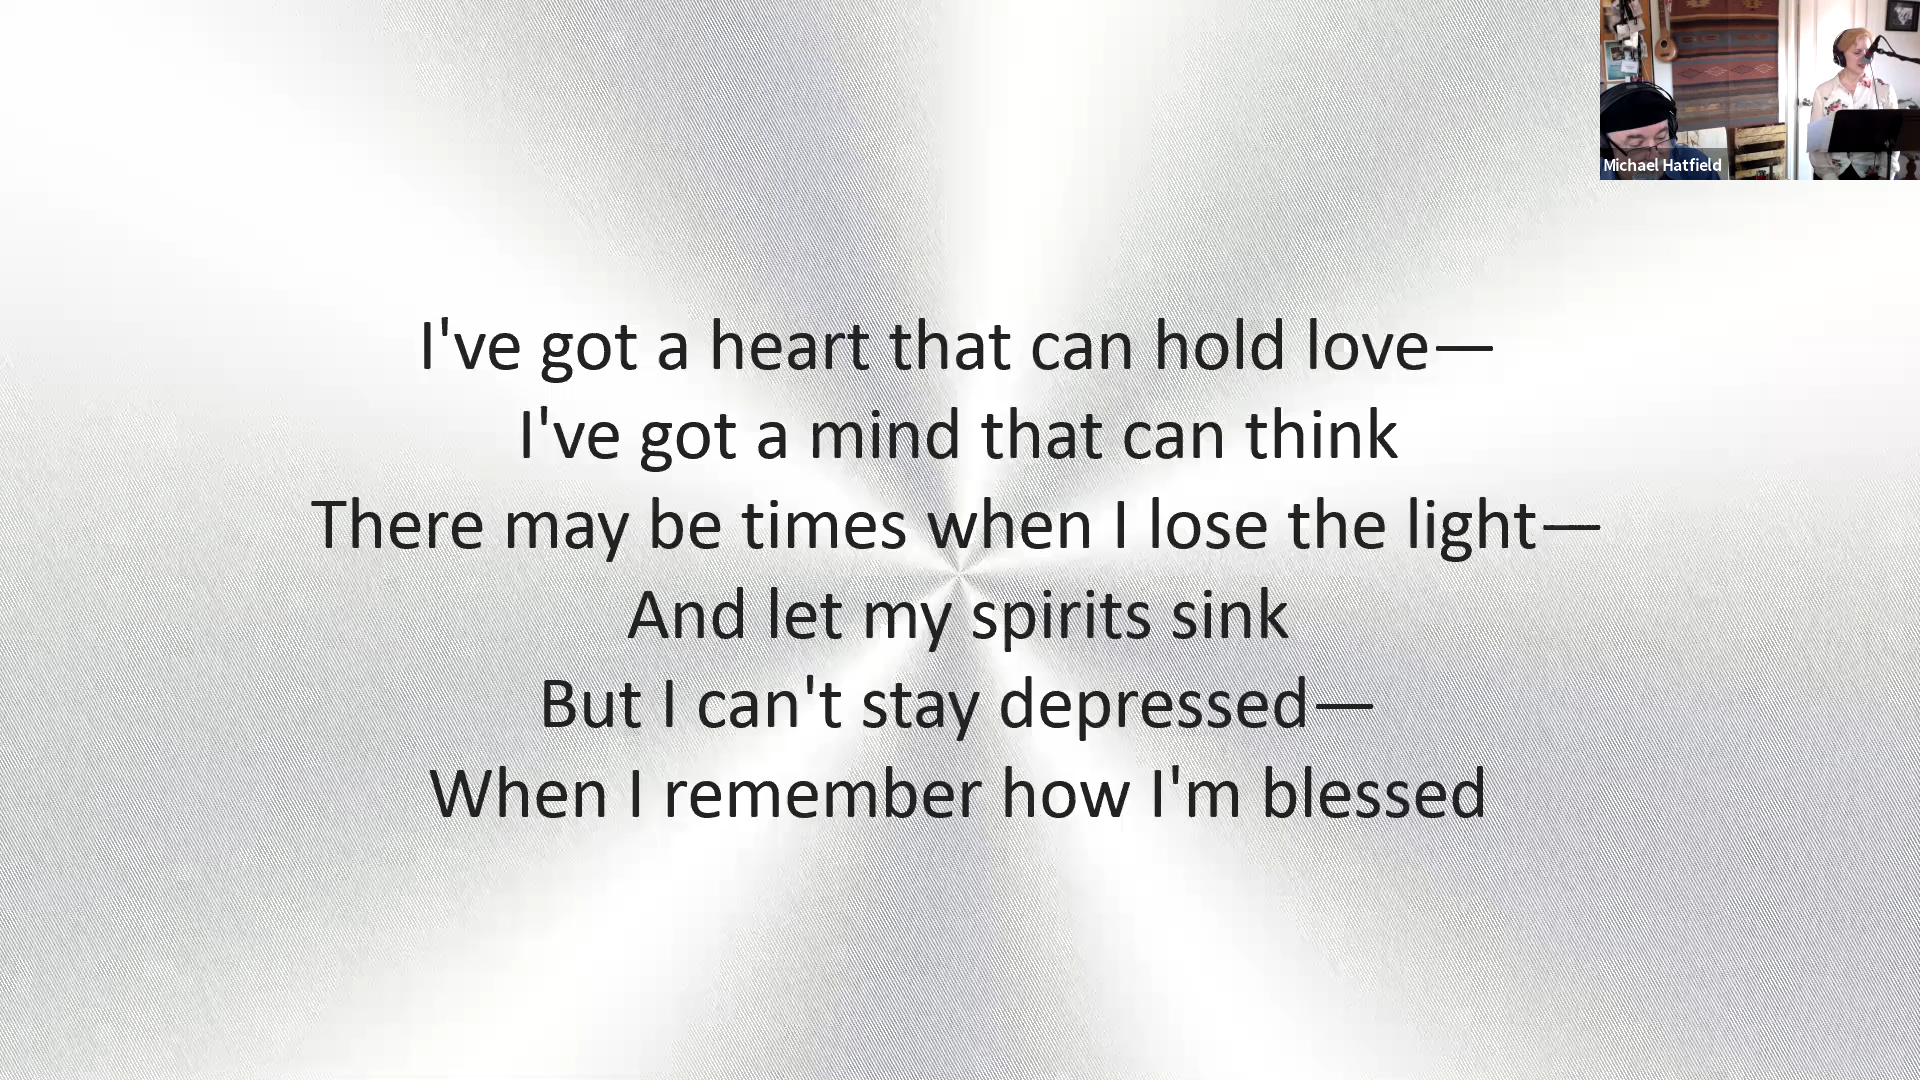 Michael Hatfield
I've got a heart that can hold love—
I've got a mind that can think
There may be times when I lose the light—
And let my spirits sink
But I can't stay depressed—
When I remember how I'm blessed